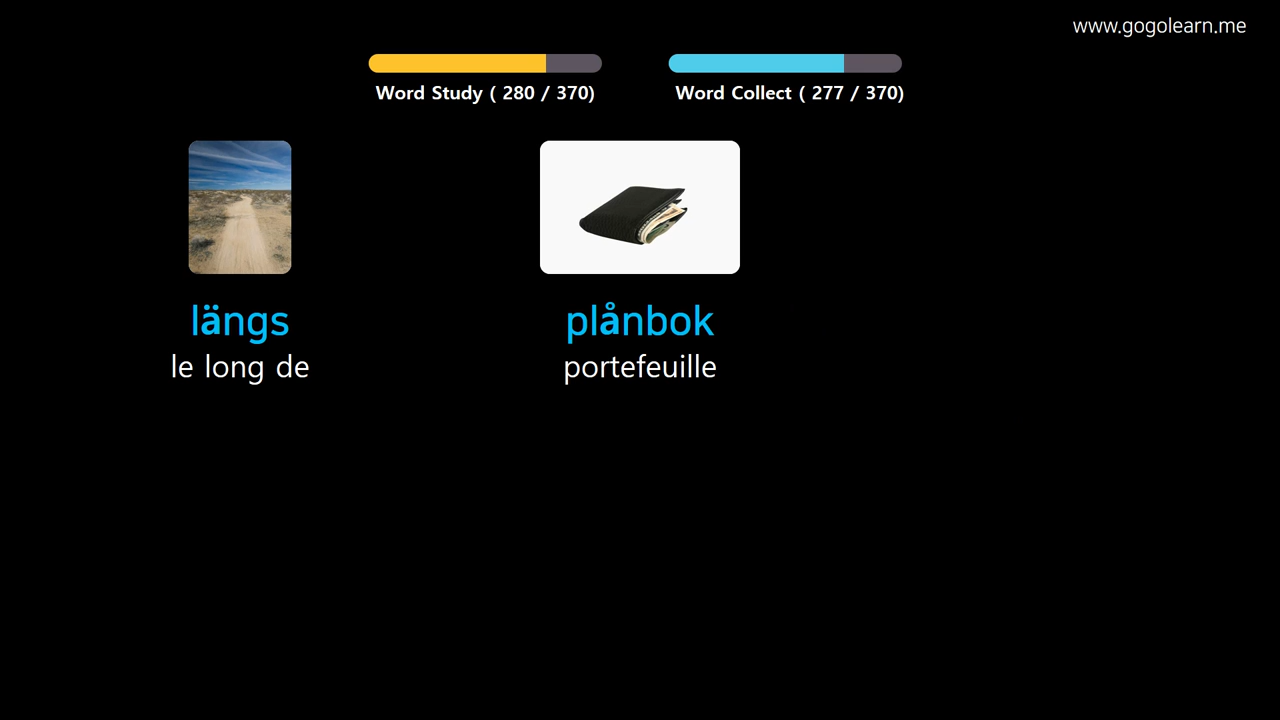 www.gogolearn.me
Word Study ( 280 / 370)
Word Collect ( 277 / 370)
längs
le long de
plånbok
portefeuille